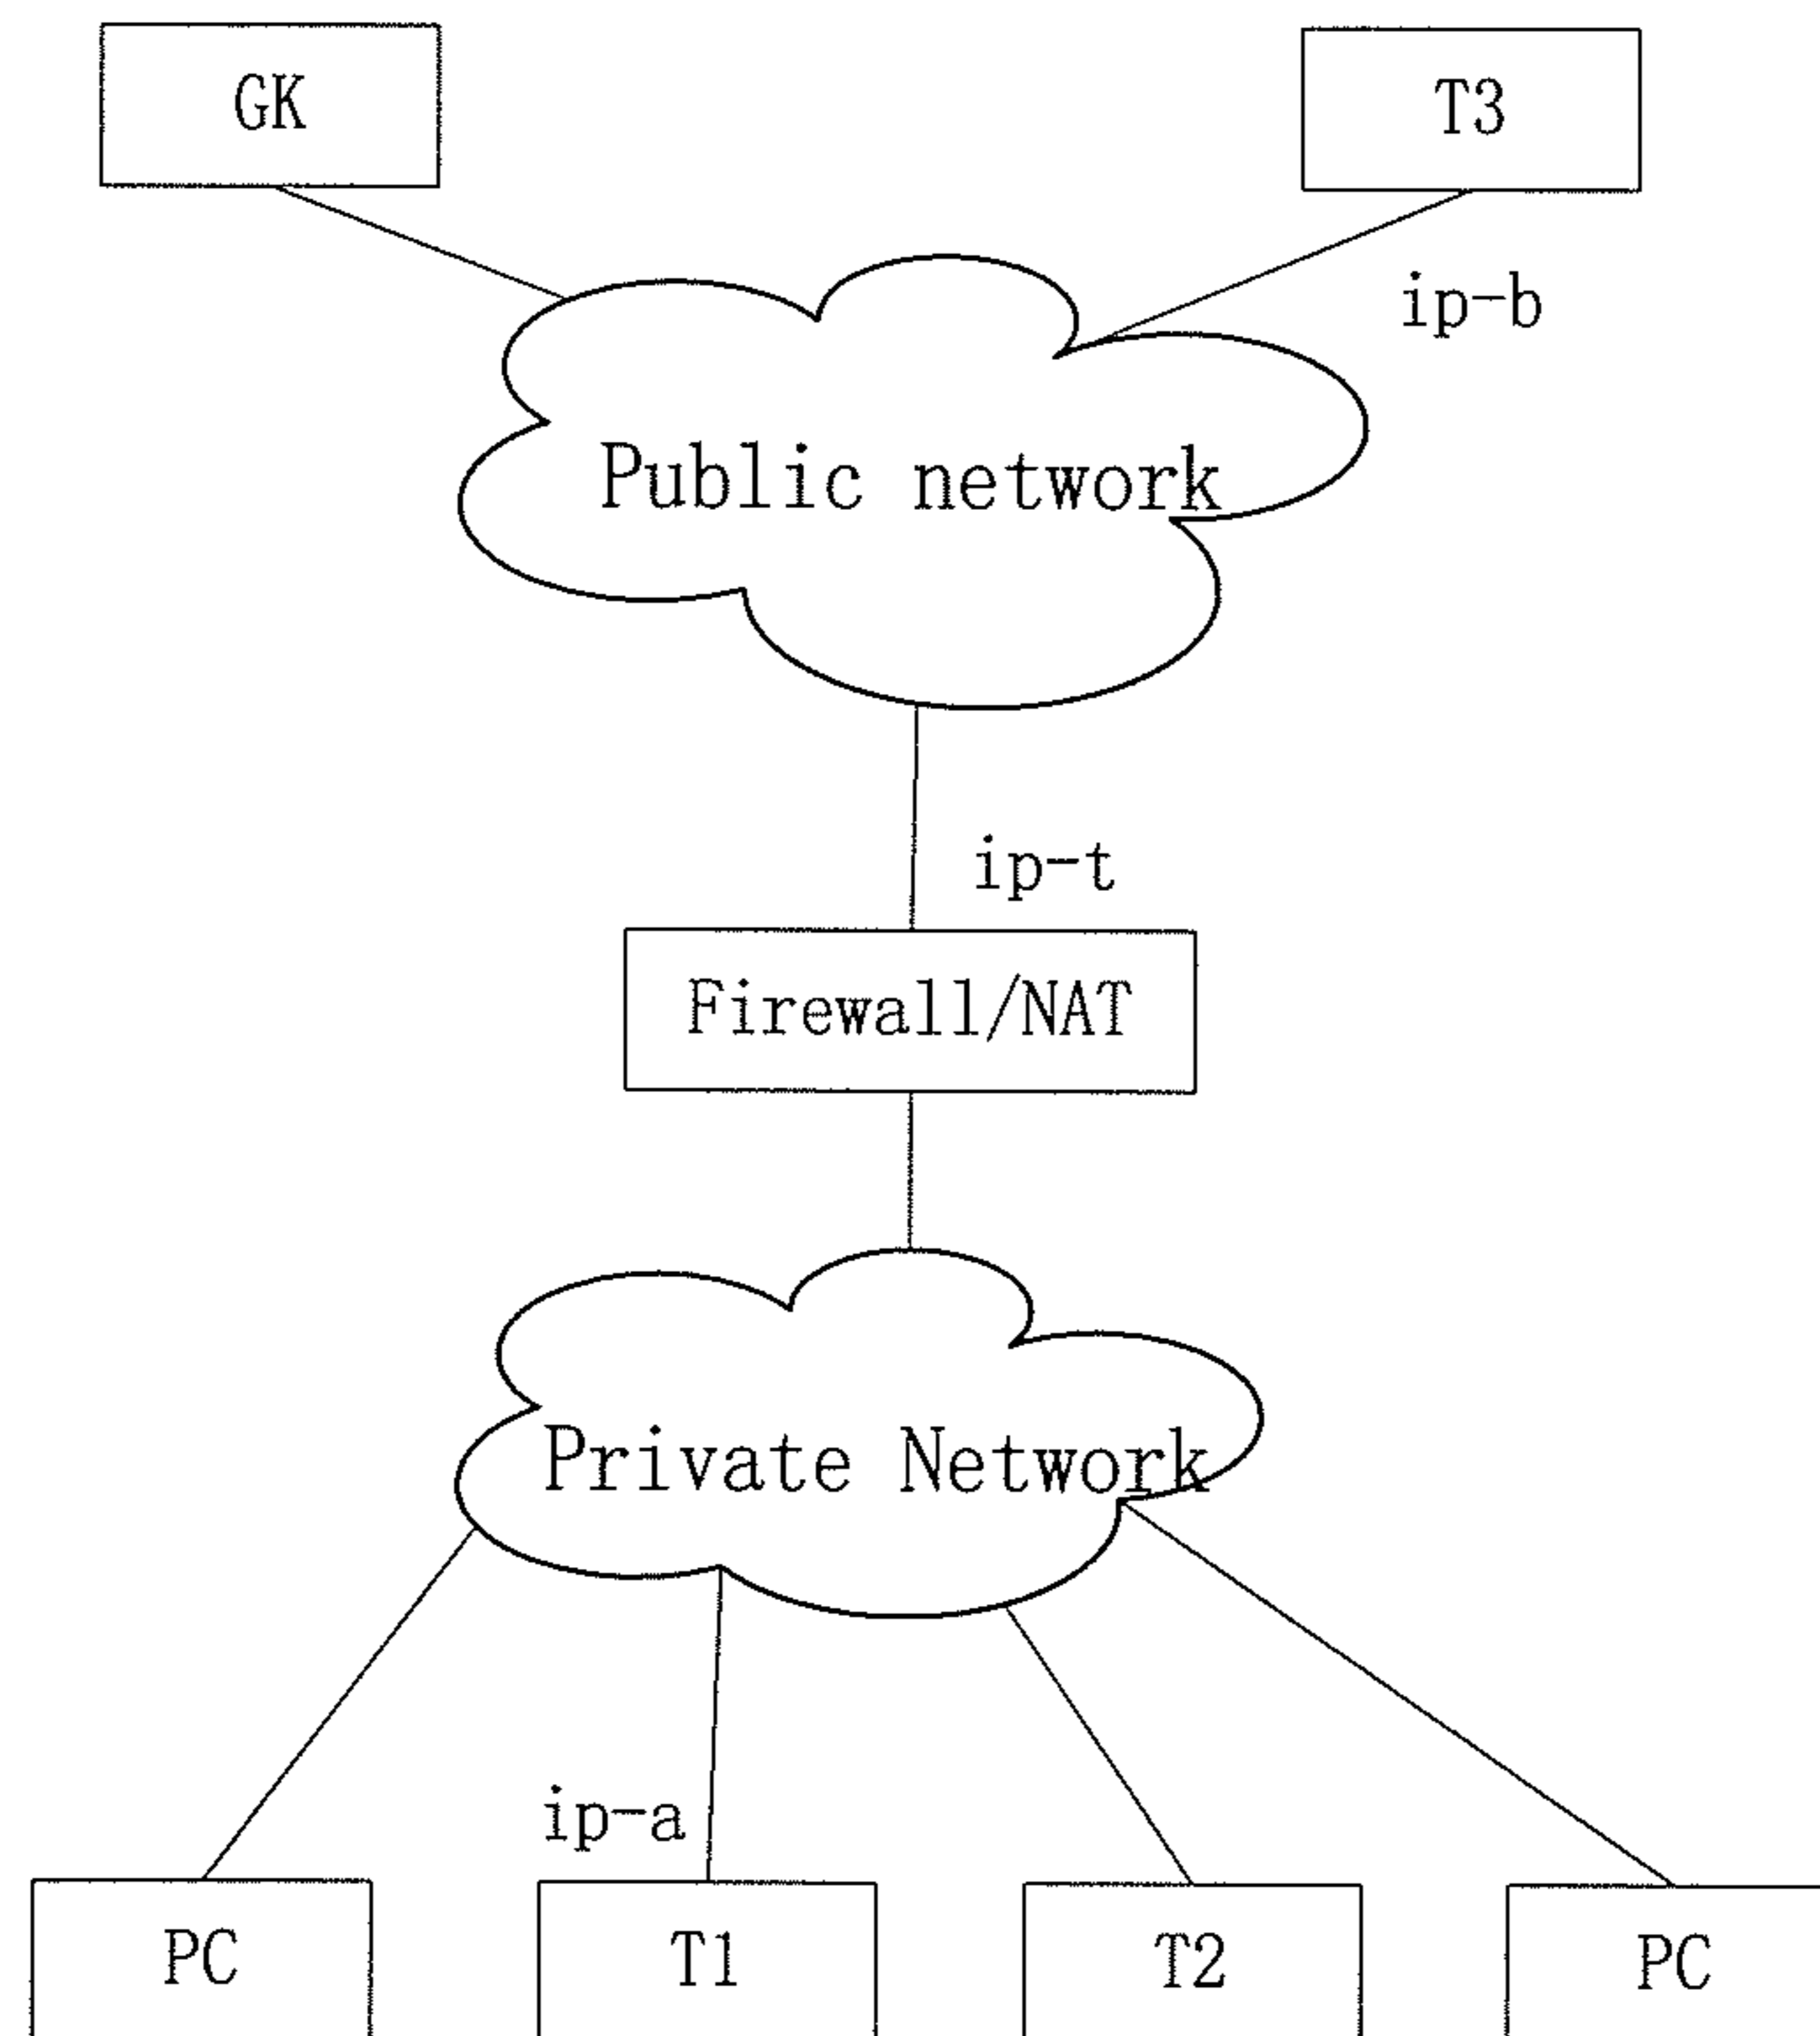 GK
T3
ip-b
Public network
ip-t
Firewall/NAT
Private Network
ip-a
PC
T1
T2
PC